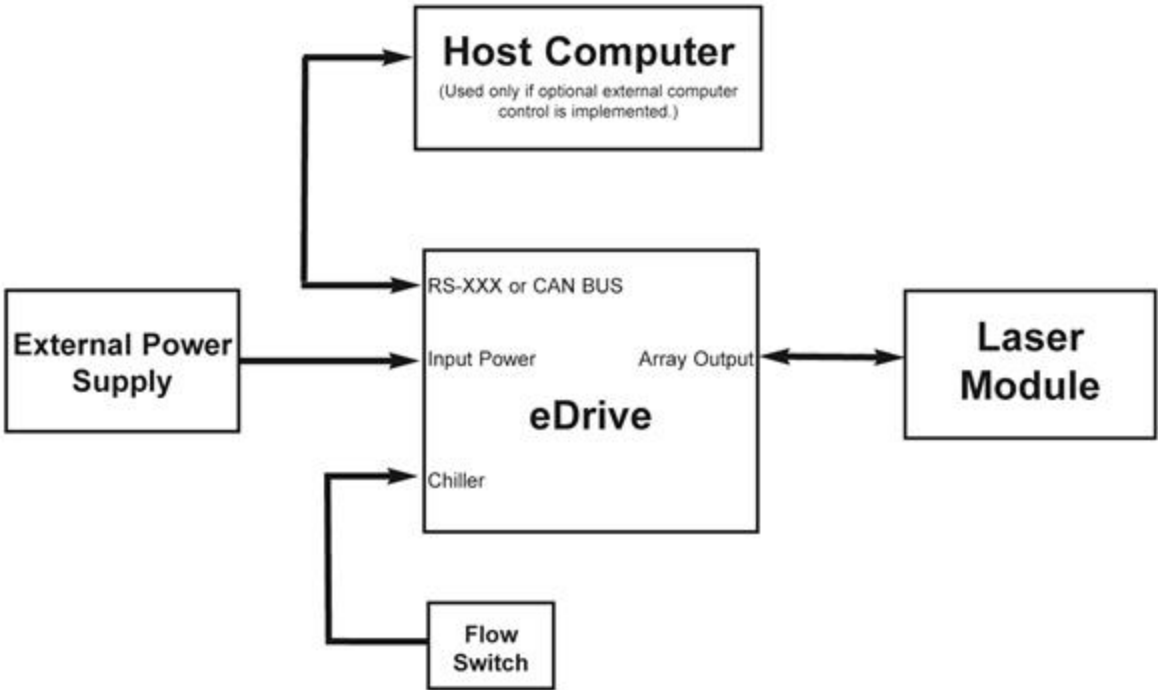 Host Computer
(Used only if optional external computer
control is implemented.)
RS-XXX or CAN BUS
External Power
Supply
Input Power
Array Output
eDrive
Chiller
Laser
Module
Flow
Switch